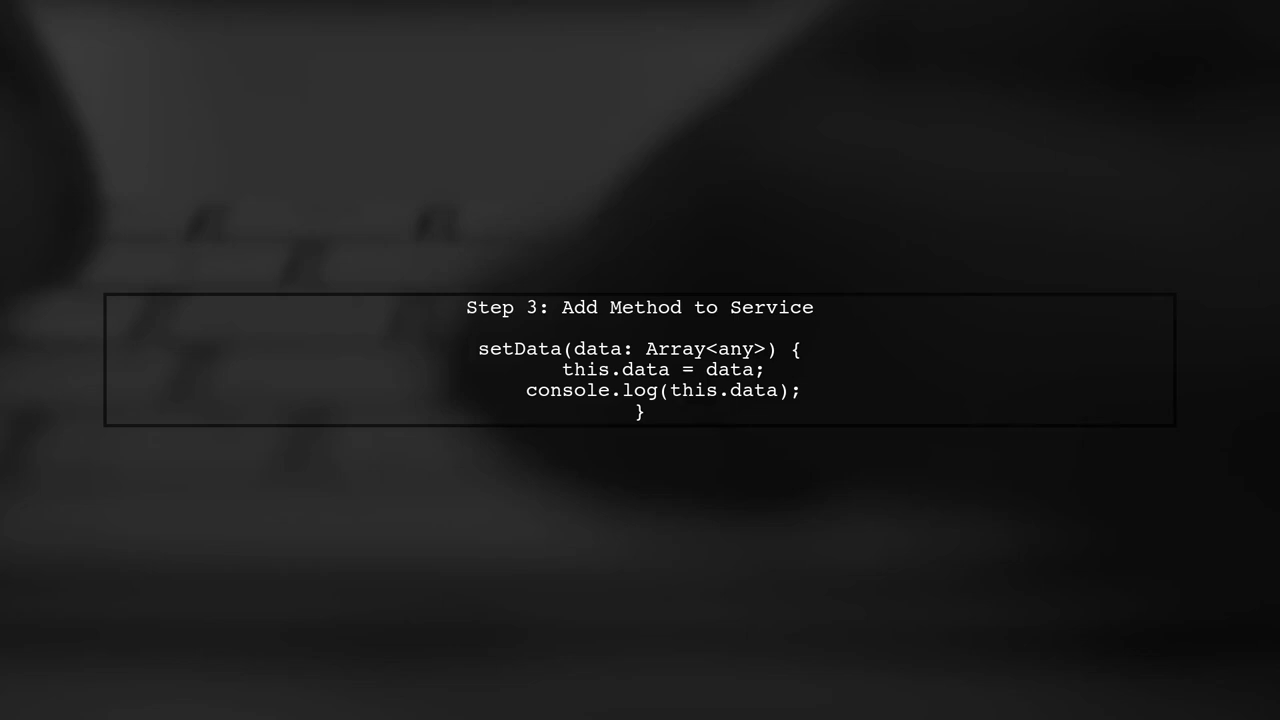 Step 3: Add Method to Service
setData(data: Array<any>) {
this.data = data;
console.log(this.data);
}